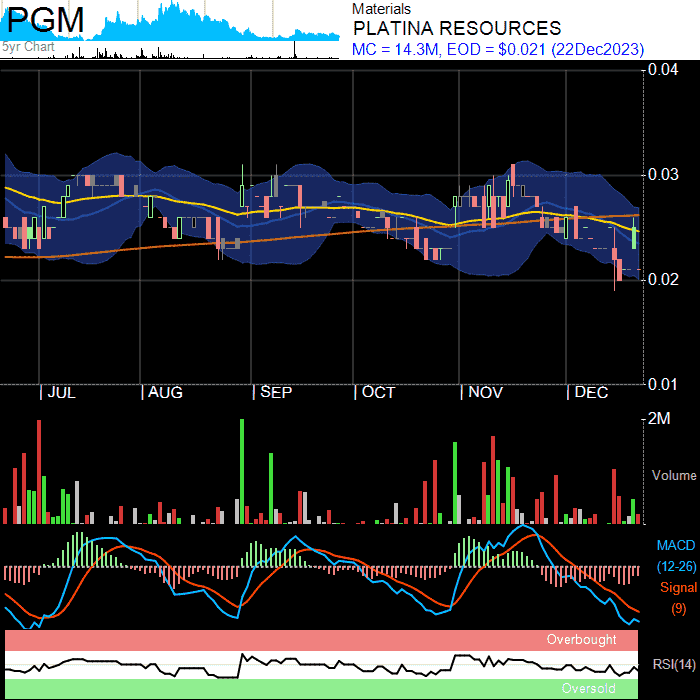 PGM
5yr Chart
Materials
PLATINA RESOURCES
MC = 14.3M, EOD = $0.021 (22Dec2023)
0.04
0.03
0.02
0.01
JUL AUG SEP OCT NOV DEC
2M
Volume
MACD
(12-26)
Signal
(9)
Overbought
RSI(14)
Oversold